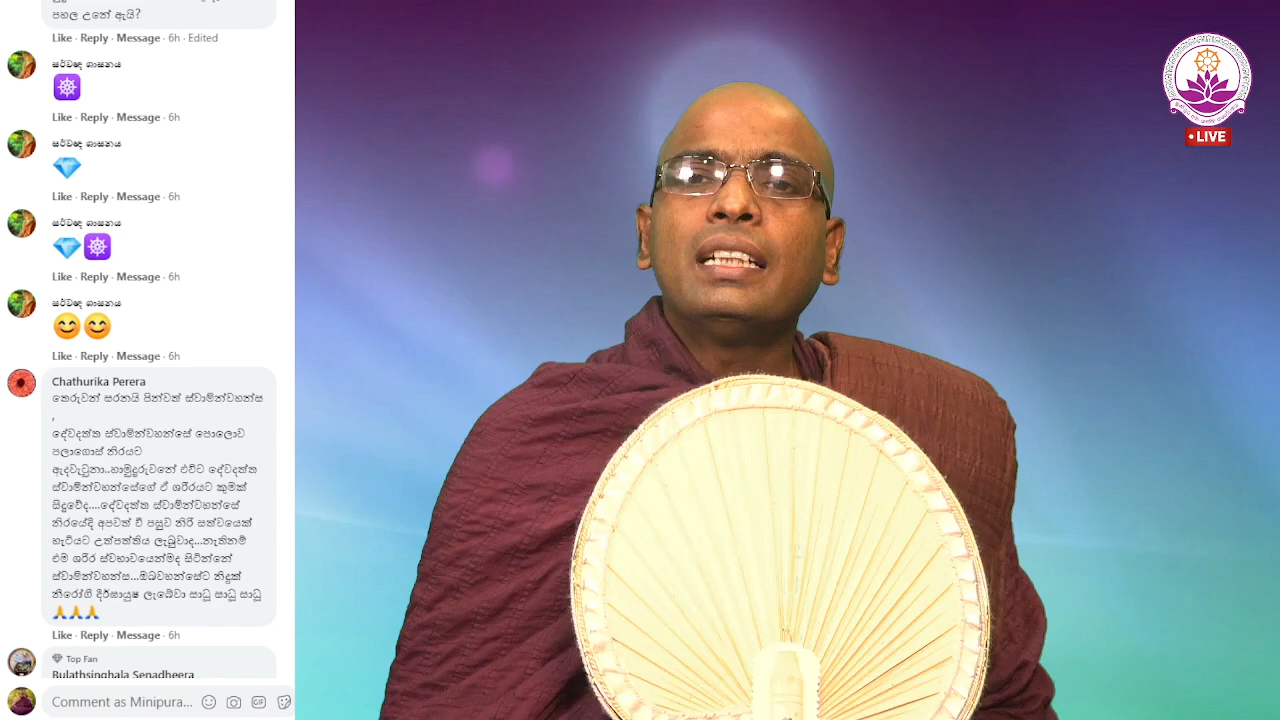 පහල උනේ ඇයි?
Like · Reply · Message · 6h · Edited
සර්වඥ ශාසනය
Like · Reply · Message · 6h
සර්වඥ ශාසනය
Like · Reply · Message · 6h
සර්වඥ ශාසනය
Like · Reply · Message · 6h
සර්වඥ ශාසනය
Like · Reply · Message · 6h
Chathurika Perera
තෙරුවන් සරනයි පින්වත් ස්වාමින්වහන්ස
,
දේවදත්ත ස්වාමින්වහන්සේ පොලොව
පලාගොස් නිරයට
ඇදවැටුනා..හාමුදුරුවනේ එවිට දේවදත්ත
ස්වාමින්වහන්සේගේ ඒ ශරීරයට කුමක්
සිදුවේද....දේවදත්ත ස්වාමින්වහන්සේ
නිරයේදි අපවත් වී පසුව නිරි සත්වයෙක්
හැටියට උත්පත්තිය ලැබුවාද...නැතිනම්
එම ශරීර ස්වභාවයෙන්මද සිටින්නේ
ස්වාමින්වහන්ස...ඔබවහන්සේට නිදුක්
නිරෝගි දීර්ඝායුෂ ලැබේවා සාධු සාධු සාධු
Like · Reply · Message · 6h
Top Fan
Bulathsinghala Senadheera
Comment as Minipura...
GIF
• LIVE